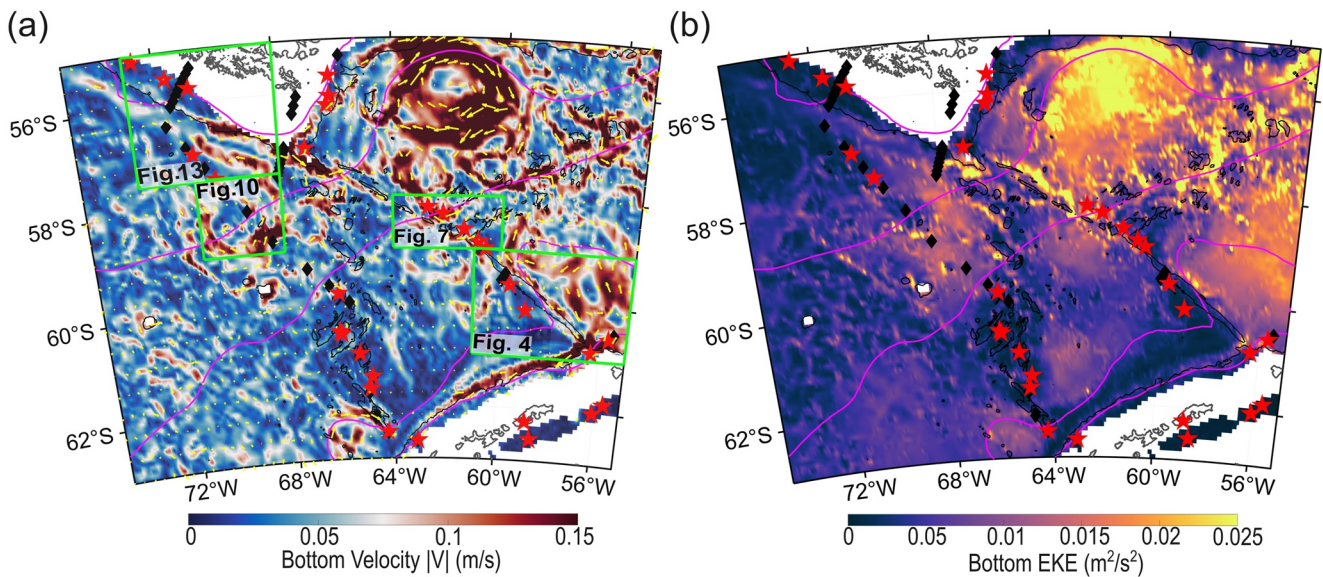 (a)
(b)
56°S
58°S
60°S
62°S
72°W
68°W
64°W
60°W
56°W
Fig.13
Fig.10
Fig. 7
Fig. 4
0
0.05
0.1
0.15
Bottom Velocity |V| (m/s)
56°S
58°S
60°S
62°S
72°W
68°W
64°W
60°W
56°W
0
0.005
0.01
0.015
0.02
0.025
Bottom EKE (m²/s²)